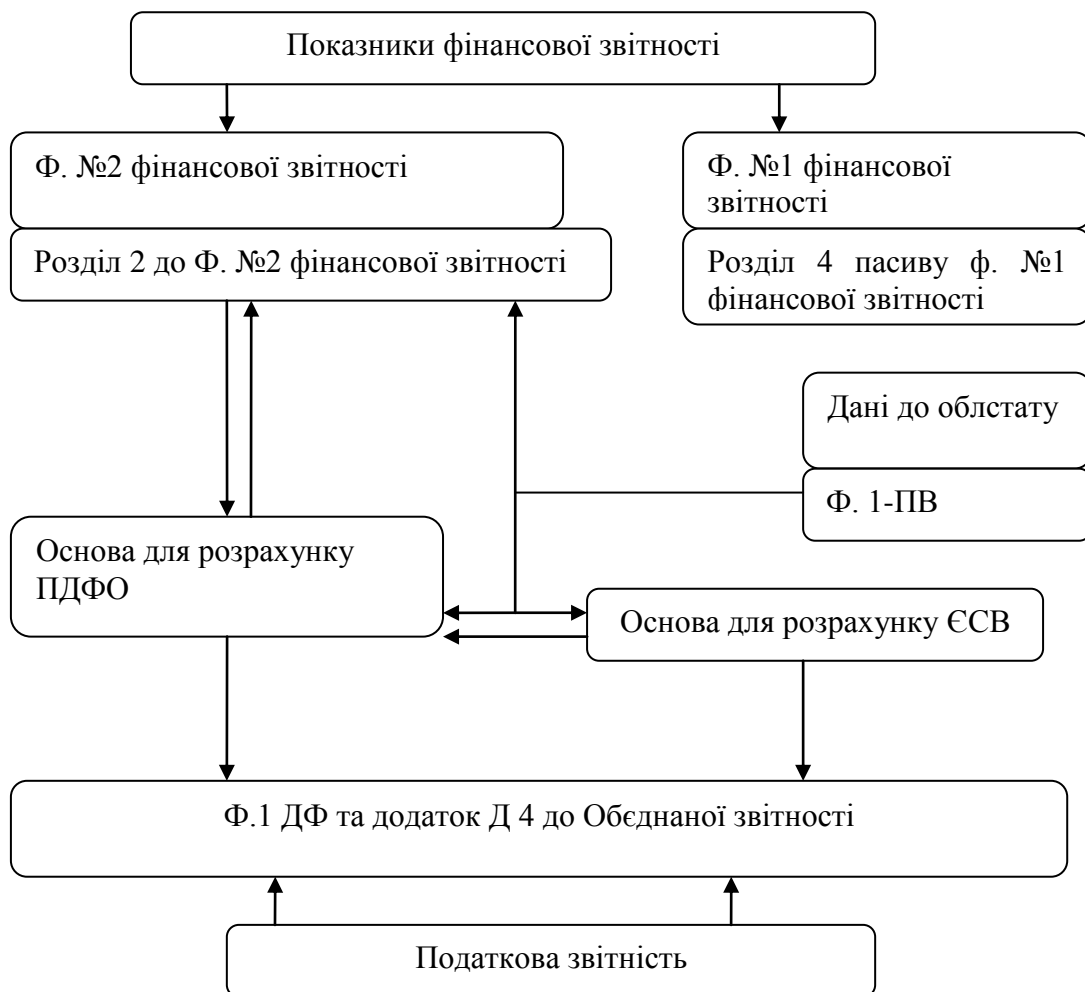 Показники фінансової звітності
Ф. №2 фінансової звітності
Ф. №1 фінансової
звітності
Розділ 2 до Ф. №2 фінансової звітності
Розділ 4 пасиву ф. №1
фінансової звітності
Дані до облстату
Ф. 1-ПВ
Основа для розрахунку
ПДФО
Основа для розрахунку ЄСВ
Ф.1 ДФ та додаток Д 4 до Обєднаної звітності
Податкова звітність